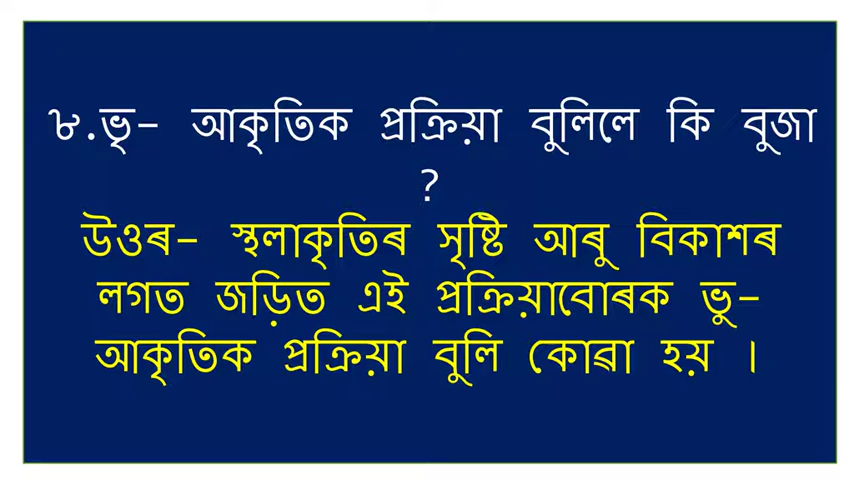 ৮.ভৃ- আকৃতিক প্ৰক্ৰিয়া বুলিলে কি বুজা
?
উওৰ- স্থলাকৃতিৰ সৃষ্টি আৰু বিকাশৰ
লগত জড়িত এই প্ৰক্ৰিয়াবোৰক ভু-
আকৃতিক প্ৰক্ৰিয়া বুলি কোৱা হয় ।